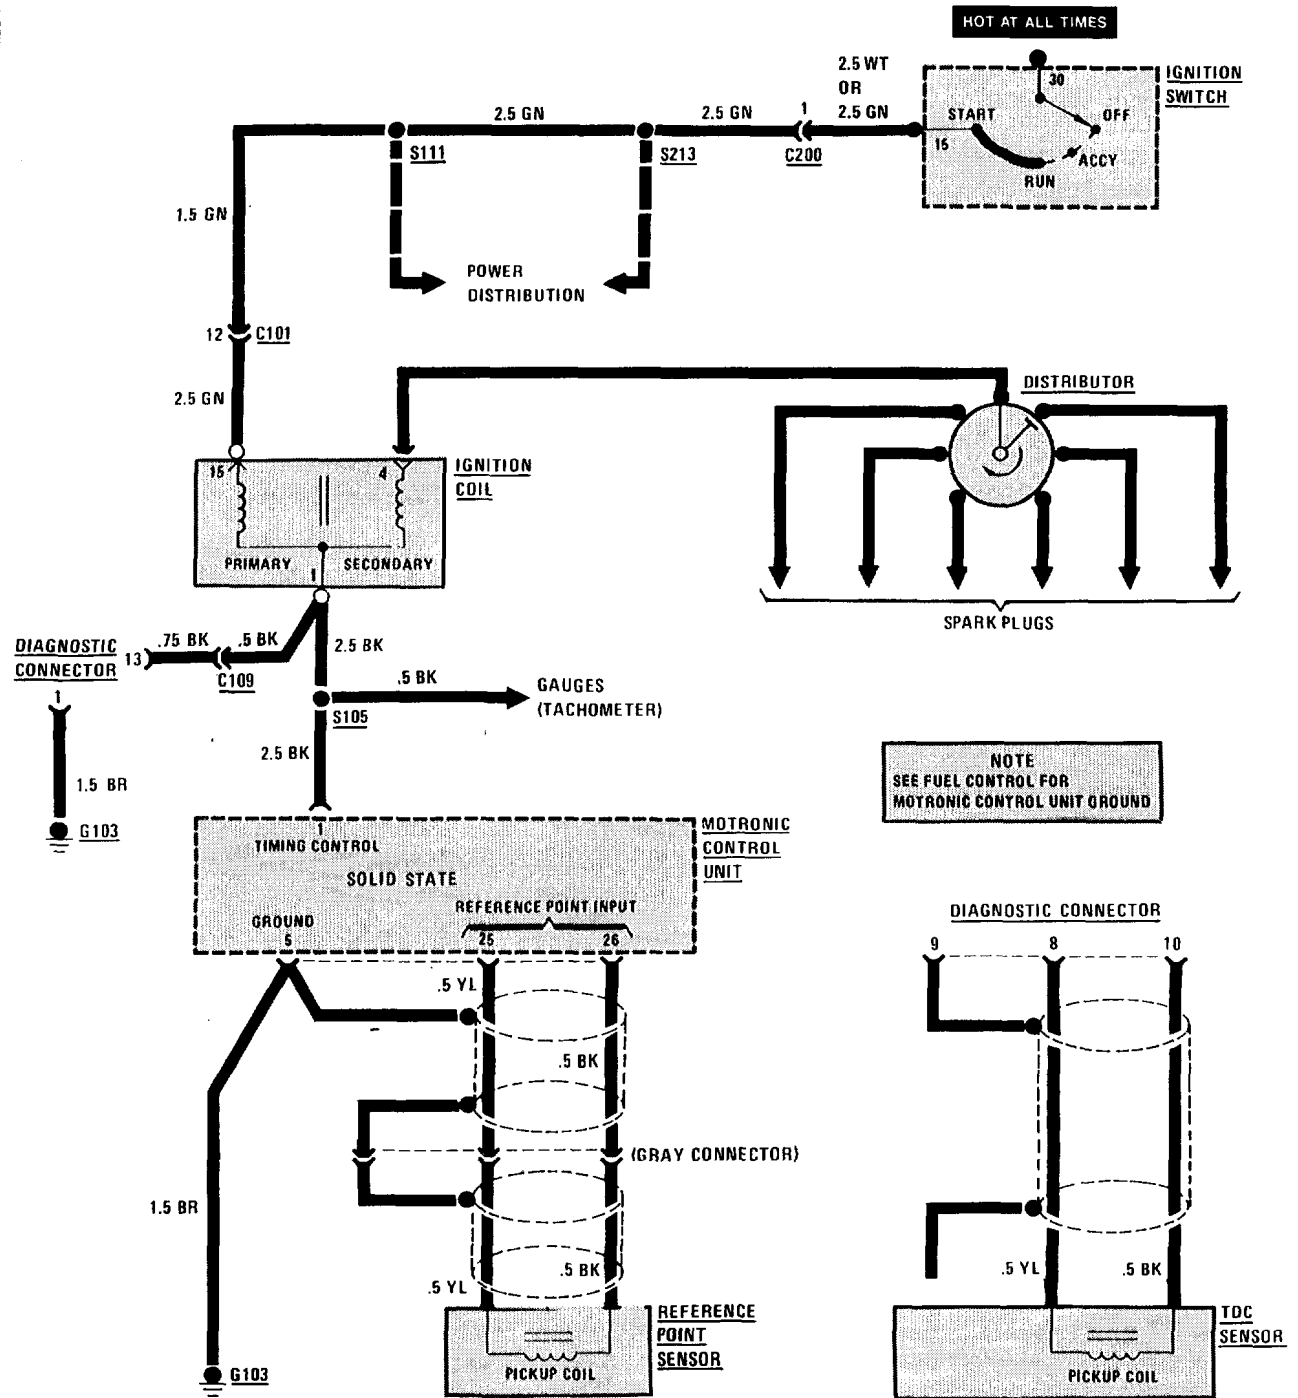 HOT AT ALL TIMES
2.5 WT
OR
2.5 GN
30
IGNITION
SWITCH
START
OFF
15
ACCY
RUN
2.5 GN
2.5 GN
1
S111
S213
C200
1.5 GN
POWER
DISTRIBUTION
12
C101
2.5 GN
DISTRIBUTOR
15
4
IGNITION
COIL
PRIMARY
SECONDARY
1
SPARK PLUGS
DIAGNOSTIC
CONNECTOR
13
.75 BK
.5 BK
C109
2.5 BK
.5 BK
GAUGES
(TACHOMETER)
S105
1
2.5 BK
1.5 BR
G103
NOTE
SEE FUEL CONTROL FOR
MOTRONIC CONTROL UNIT GROUND
1
TIMING CONTROL
SOLID STATE
MOTRONIC
CONTROL
UNIT
GROUND
5
REFERENCE POINT INPUT
25
26
DIAGNOSTIC CONNECTOR
9
8
10
.5 YL
.5 BK
(GRAY CONNECTOR)
1.5 BR
.5 YL
.5 BK
.5 YL
.5 BK
REFERENCE
POINT
SENSOR
PICKUP COIL
TDC
SENSOR
PICKUP COIL
G103